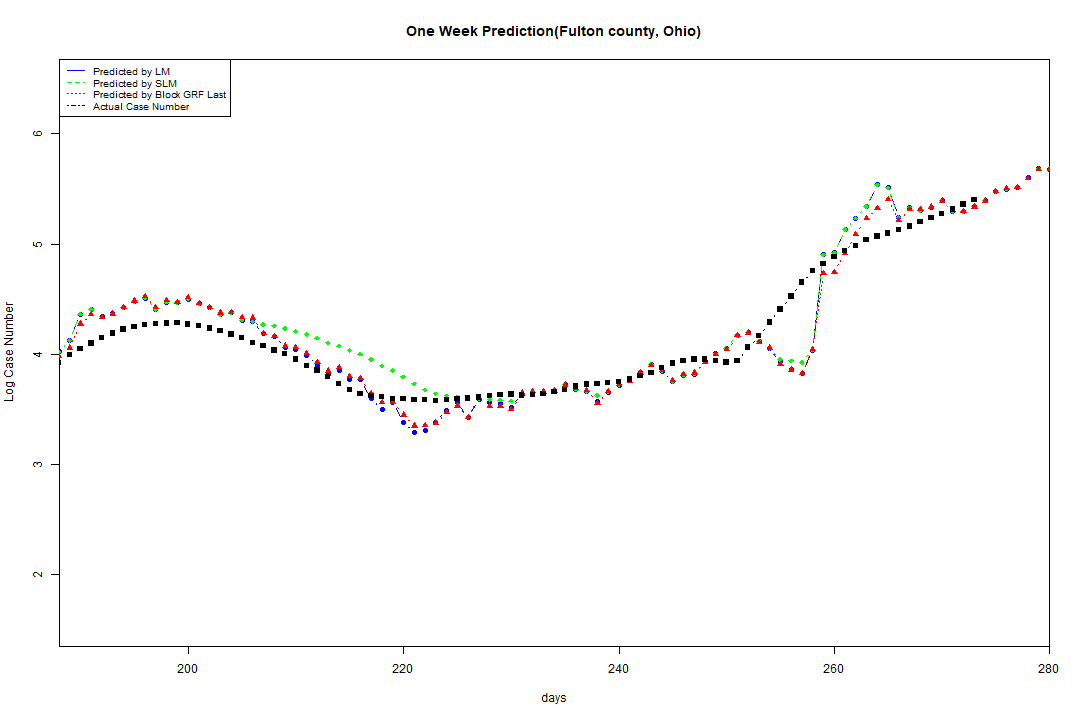 One Week Prediction(Fulton county, Ohio)
Predicted by LM
Predicted by SLM
Predicted by Block GRF Last
Actual Case Number
6
5
4
3
2
Log Case Number
200
220
240
260
280
days